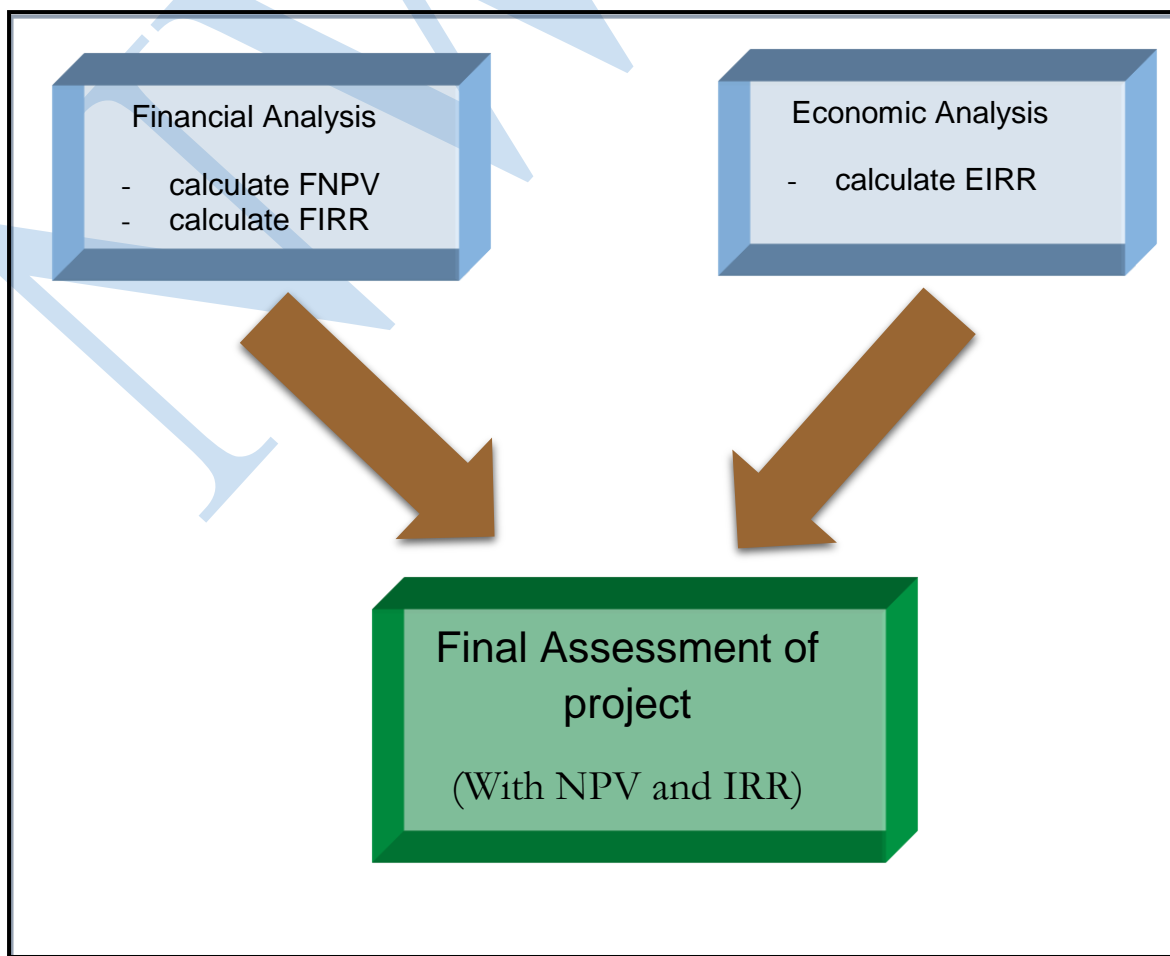 Financial Analysis
- calculate FNPV
- calculate FIRR
Economic Analysis
- calculate EIRR
Final Assessment of
project
(With NPV and IRR)